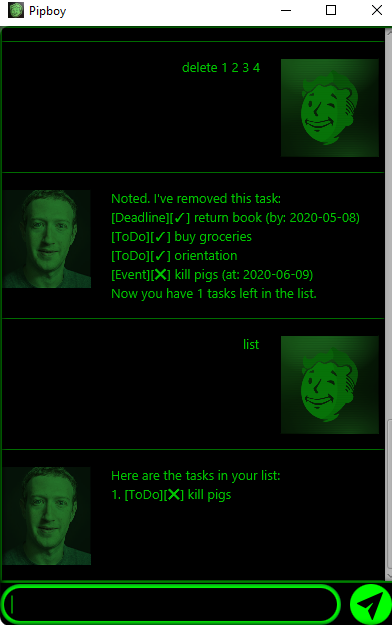 Pipboy
delete 1 2 3 4
Noted. I've removed this task:
[Deadline][✓] return book (by: 2020-05-08)
[ToDo][✓] buy groceries
[ToDo][✓] orientation
[Event][❌] kill pigs (at: 2020-06-09)
Now you have 1 tasks left in the list.
list
Here are the tasks in your list:
1. [ToDo][❌] kill pigs